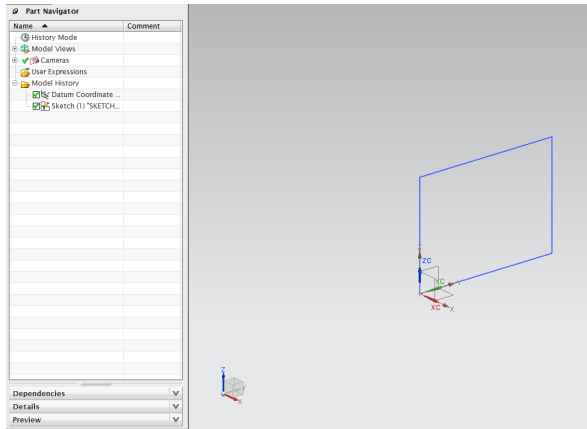 Part Navigator
Name Comment
History Mode
Model Views
Cameras
User Expressions
Model History
Datum Coordinate ...
Sketch (1) "SKETCH...
Dependencies
Details
Preview
Z
ZC
YC Y
XC X
Z
Y
X